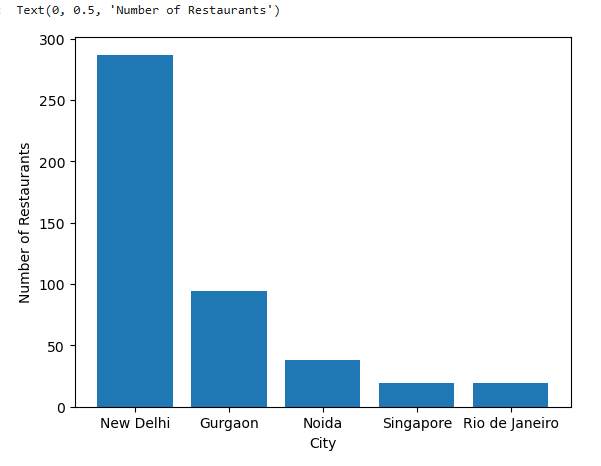 Text(0, 0.5, 'Number of Restaurants')
300
250
200
150
100
50
0
Number of Restaurants
New Delhi Gurgaon Noida Singapore Rio de Janeiro
City